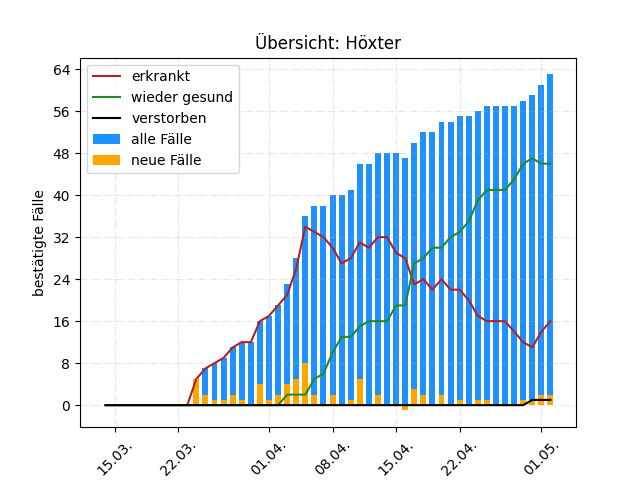 Übersicht: Höxter
erkrankt
wieder gesund
verstorben
alle Fälle
neue Fälle
bestätigte Fälle
64
56
48
40
32
24
16
8
0
15.03.
22.03.
01.04.
08.04.
15.04.
22.04.
01.05.